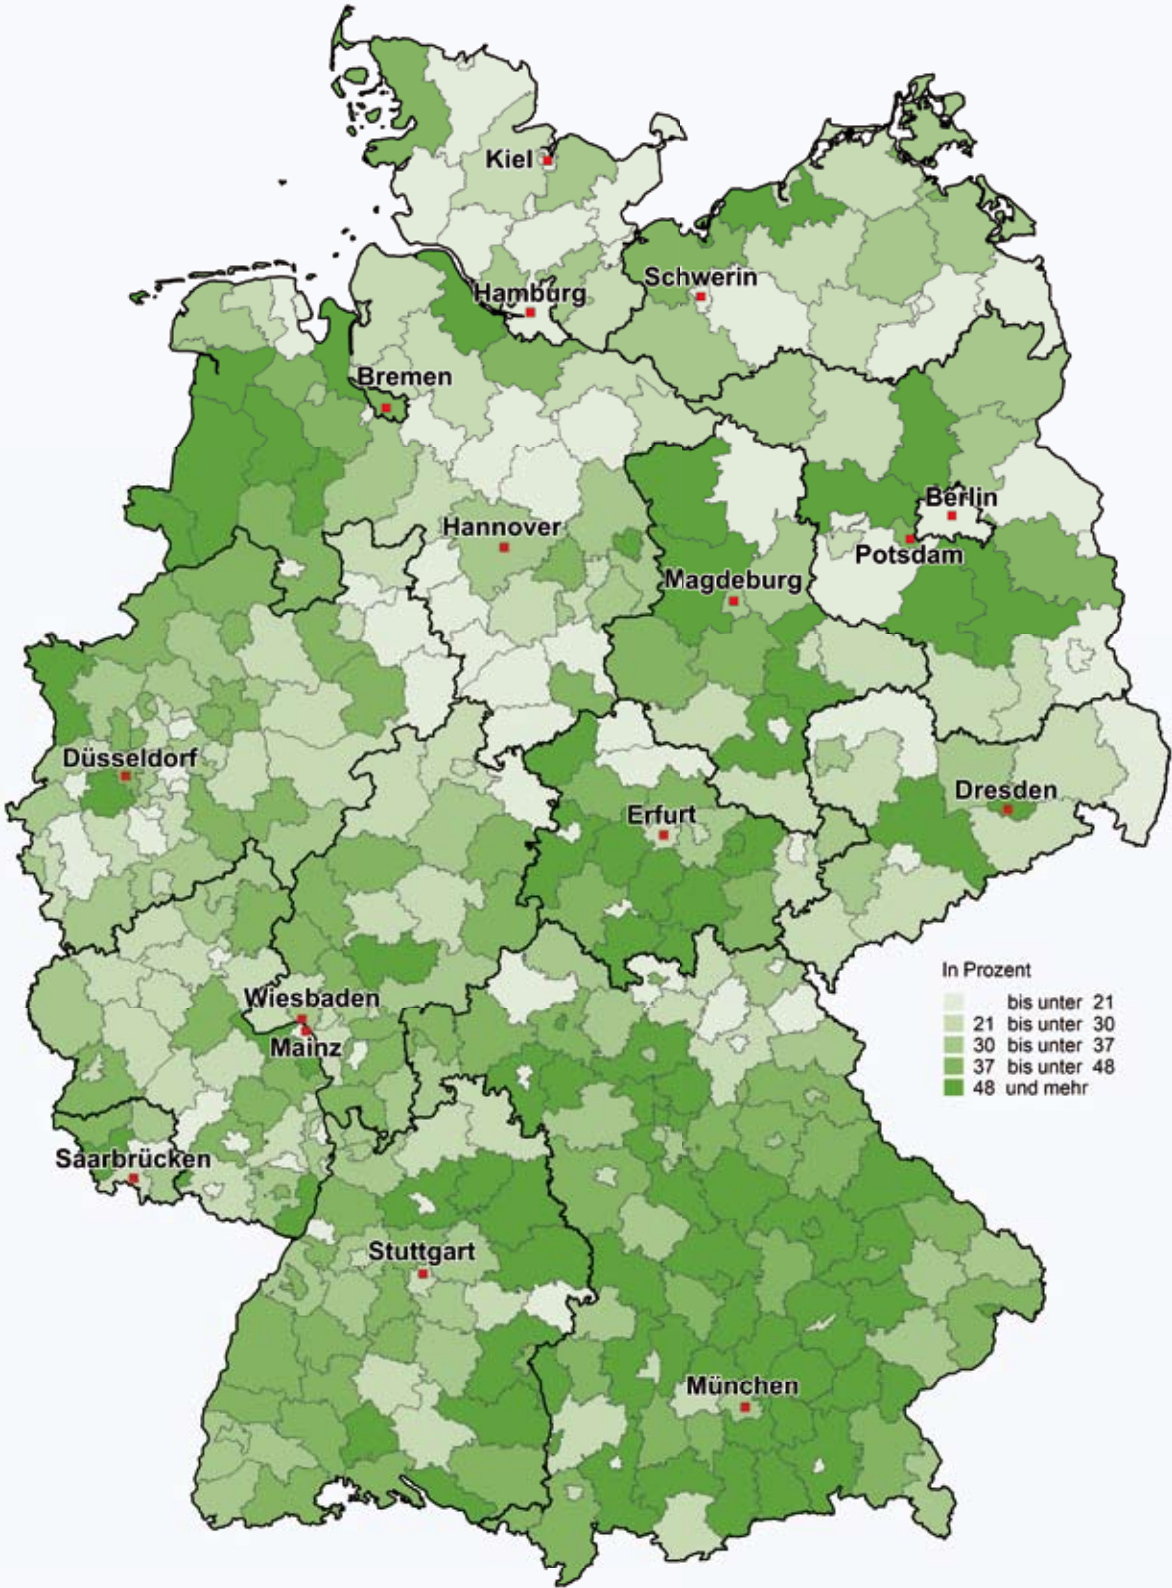 Kiel
Schwerin
Hamburg
Bremen
Berlin
Hannover
Potsdam
Magdeburg
Düsseldorf
Dresden
Erfurt
In Prozent
bis unter 21
21 bis unter 30
30 bis unter 37
37 bis unter 48
48 und mehr
Wiesbaden
Mainz
Saarbrücken
Stuttgart
München